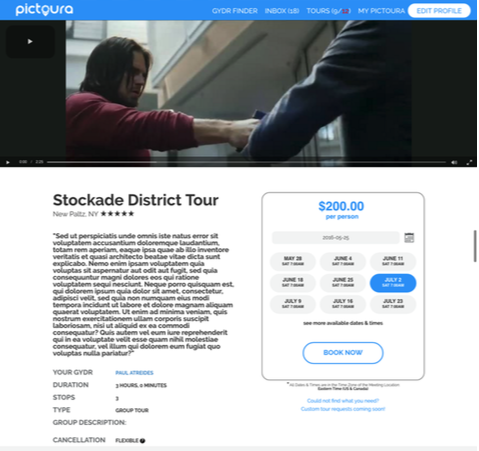 pictoura
GYDR FINDER INBOX (18) TOURS (9/12) MY PICTOURA EDIT PROFILE
0:00 / 2:20
Stockade District Tour
New Paltz, NY ★★★★★
$200.00
per person
2016-05-25
"Sed ut perspiciatis unde omnis iste natus error sit
voluptatem accusantium doloremque laudantium,
totam rem aperiam, eaque ipsa quae ab illo inventore
veritatis et quasi architecto beatae vitae dicta sunt
explicabo. Nemo enim ipsam voluptatem quia
voluptas sit aspernatur aut odit aut fugit, sed quia
consequuntur magni dolores eos qui ratione
voluptatem sequi nesciunt. Neque porro quisquam est,
qui dolorem ipsum quia dolor sit amet, consectetur,
adipisci velit, sed quia non numquam eius modi
tempora incidunt ut labore et dolore magnam aliquam
quaerat voluptatem. Ut enim ad minima veniam, quis
nostrum exercitationem ullam corporis suscipit
laboriosam, nisi ut aliquid ex ea commodi
consequatur? Quis autem vel eum iure reprehenderit
qui in ea voluptate velit esse quam nihil molestiae
consequatur, vel illum qui dolorem eum fugiat quo
voluptas nulla pariatur?"
MAY 28 JUNE 4 JUNE 11
SAT 7:00AM SAT 7:00AM SAT 7:00AM
JUNE 18 JUNE 25 JULY 2
SAT 7:00AM SAT 7:00AM SAT 7:00AM
JULY 9 JULY 16 JULY 23
SAT 7:00AM SAT 7:00AM SAT 7:00AM
see more available dates & times
BOOK NOW
YOUR GYDR PAUL ATREIDES
DURATION 3 HOURS, 0 MINUTES
STOPS 3
TYPE GROUP TOUR
GROUP DESCRIPTION:
CANCELLATION FLEXIBLE ?
*All Dates & Times are in the Time Zone of the Meeting Location:
Eastern Time (US & Canada)
Could not find what you need?
Custom tour requests coming soon!